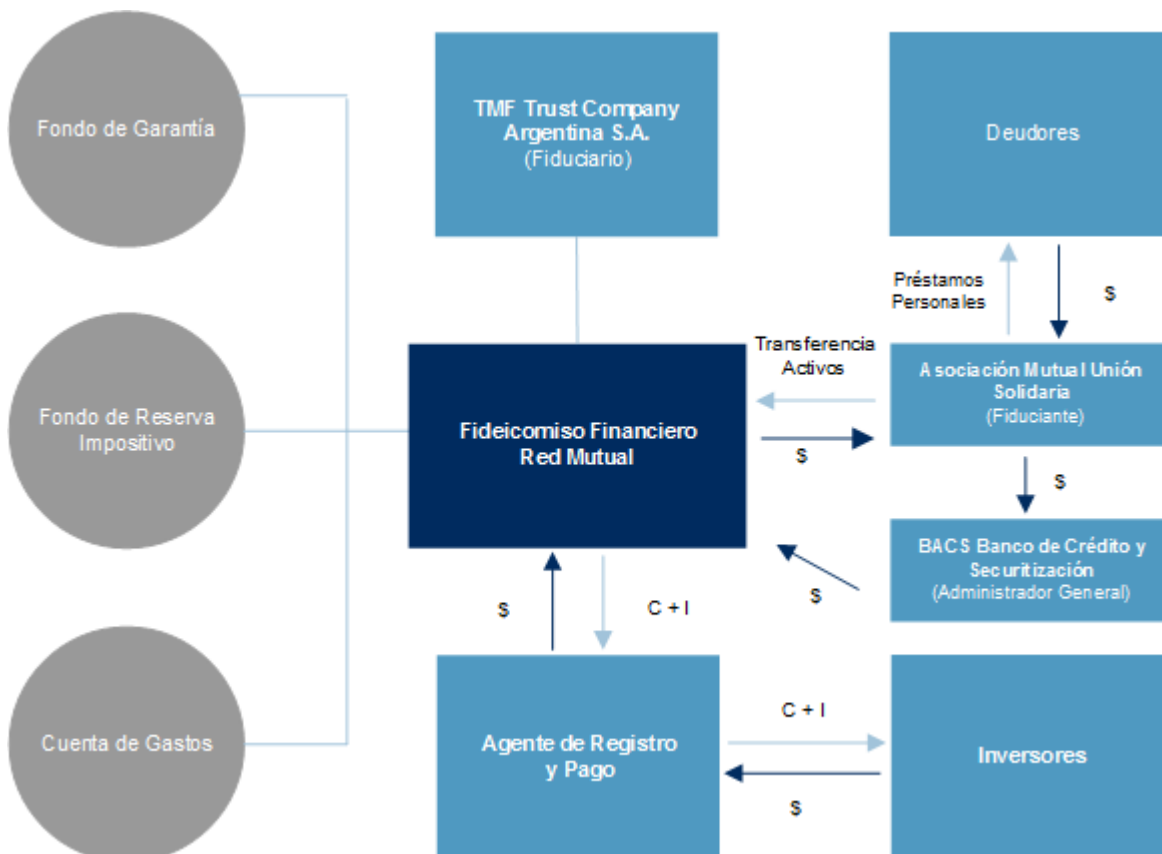 Fondo de Garantía
TMF Trust Company
Argentina S.A.
(Fiduciario)
Deudores
Préstamos
Personales
$
Fondo de Reserva
Impositivo
Fideicomiso Financiero
Red Mutual
Transferencia
Activos
$
Asociación Mutual Unión
Solidaria
(Fiduciante)
$
BACS Banco de Crédito y
Securitización
(Administrador General)
$
$
C + I
Cuenta de Gastos
Agente de Registro
y Pago
C + I
$
Inversores